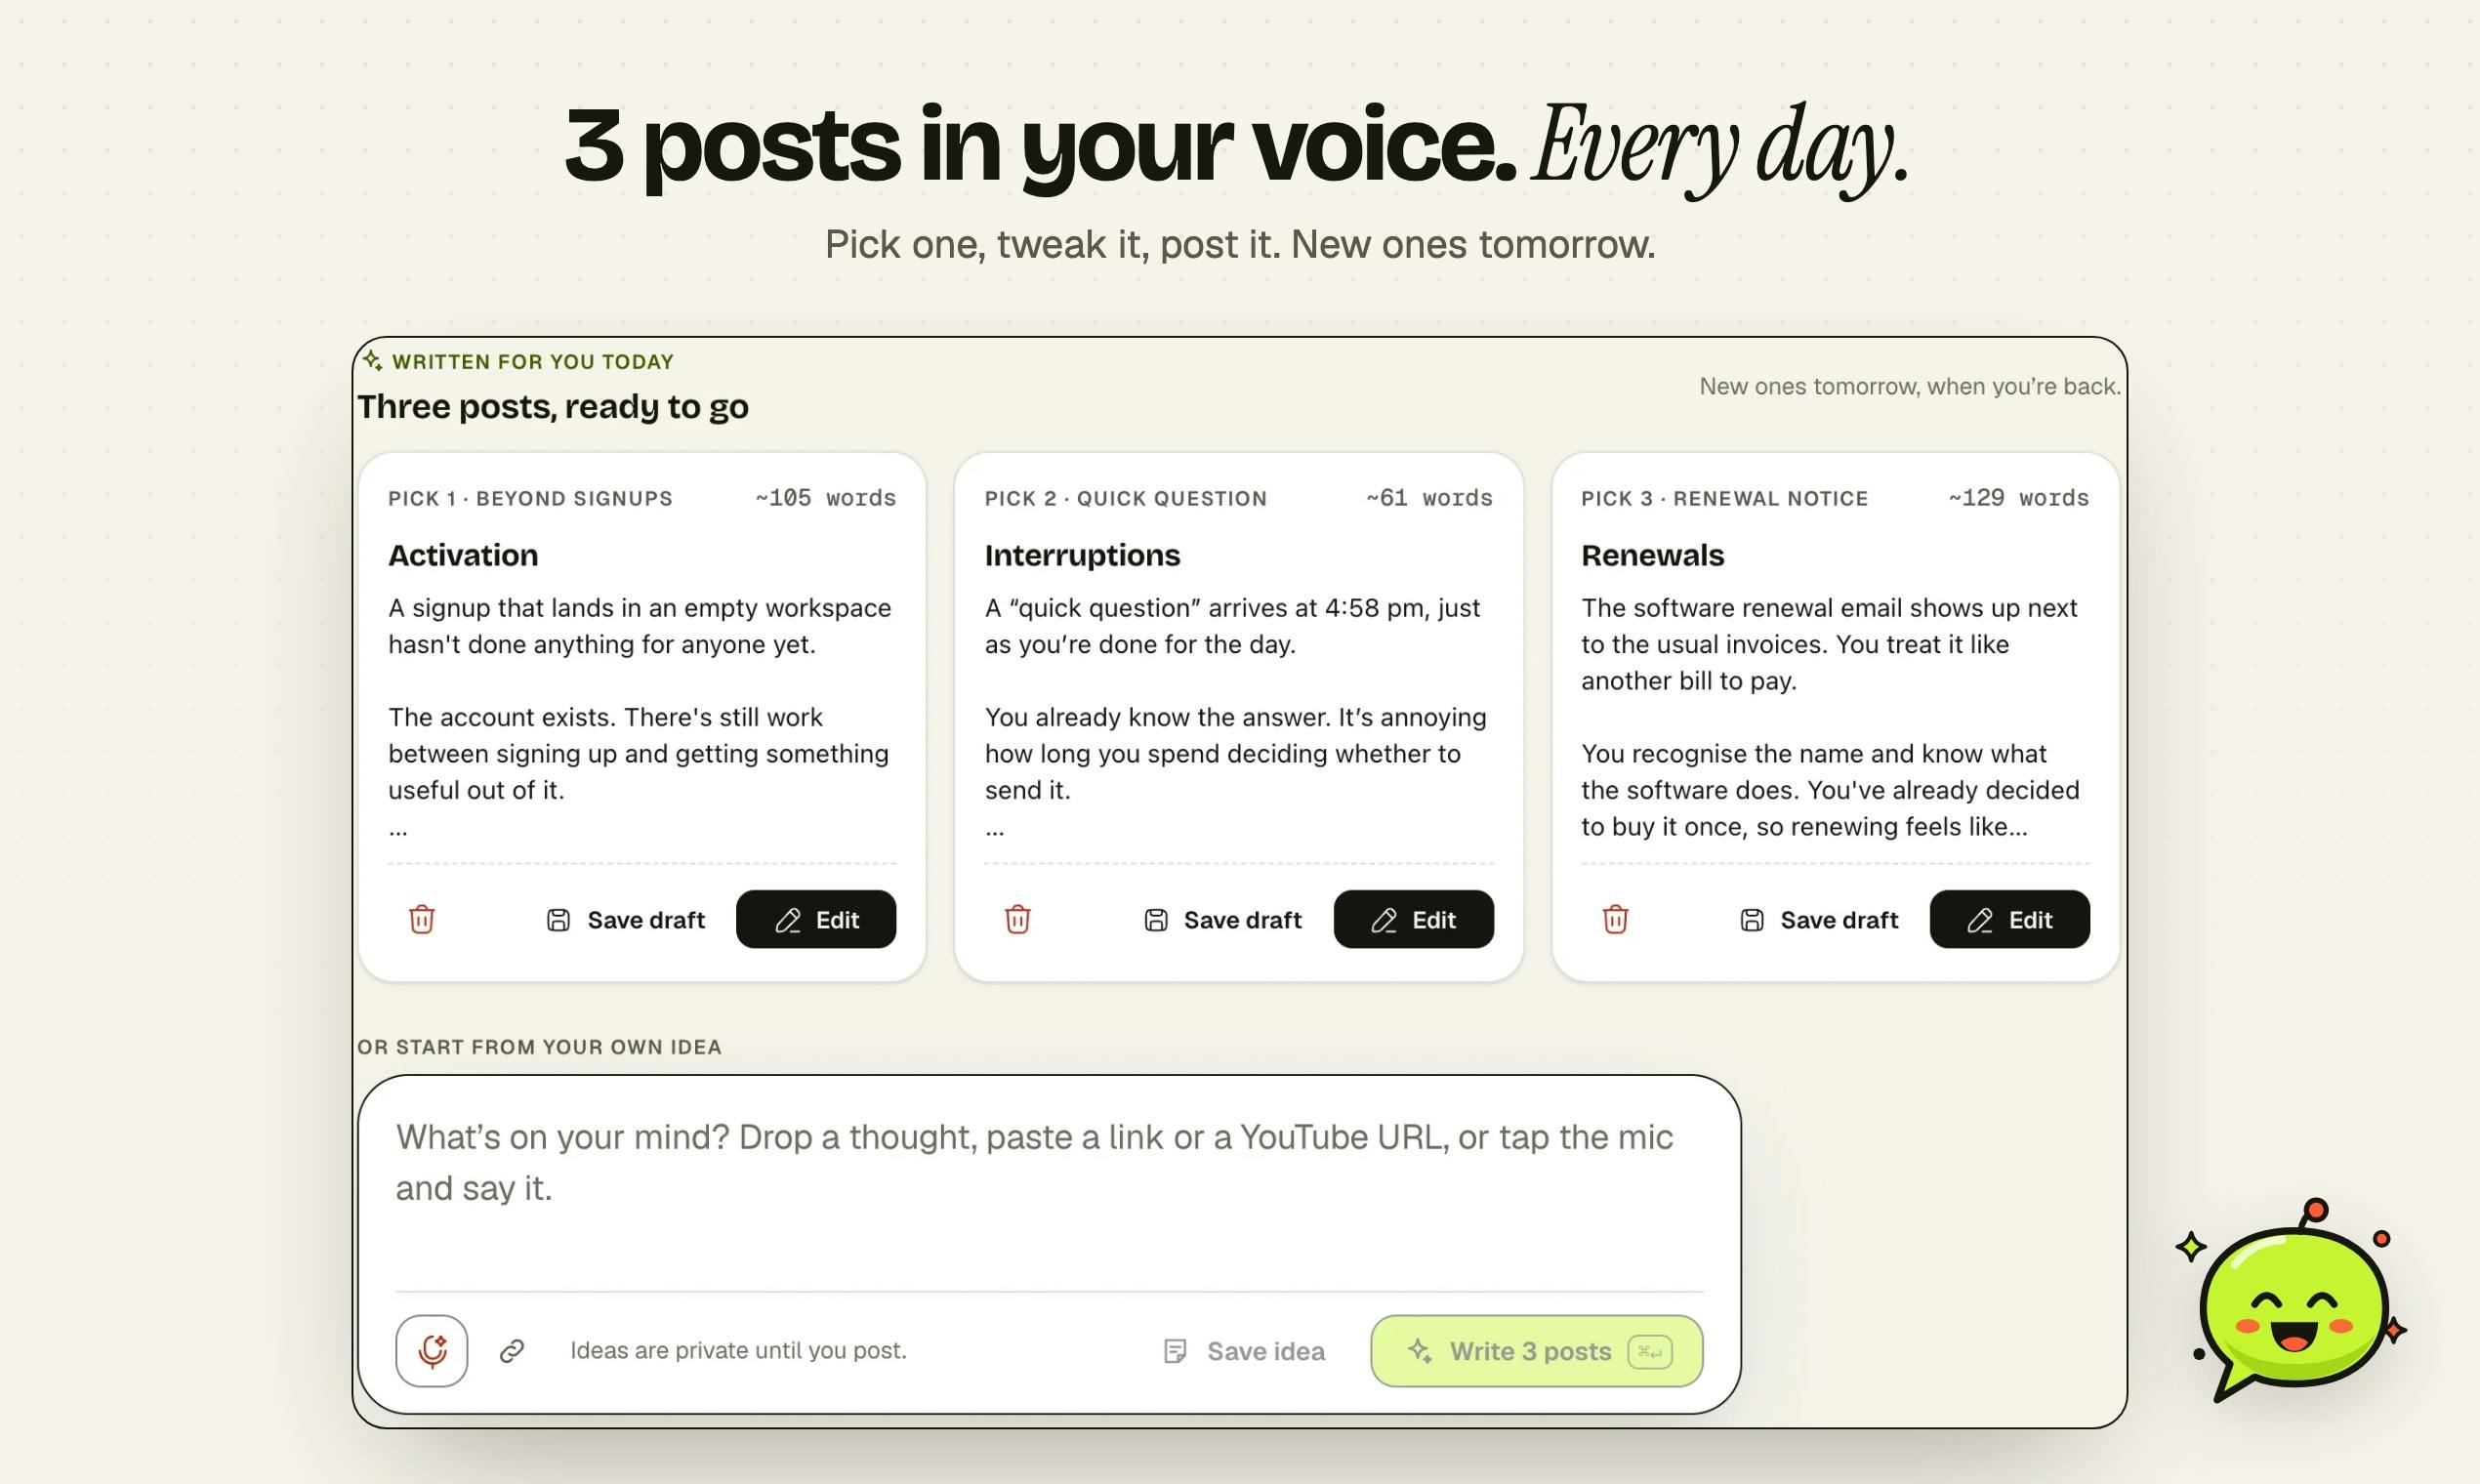 3 posts in your voice. Every day.
Pick one, tweak it, post it. New ones tomorrow.
WRITTEN FOR YOU TODAY
Three posts, ready to go
New ones tomorrow, when you’re back.
PICK 1 · BEYOND SIGNUPS
~105 words
Activation
A signup that lands in an empty workspace
hasn't done anything for anyone yet.
The account exists. There's still work
between signing up and getting something
useful out of it.
...
Save draft
Edit
PICK 2 · QUICK QUESTION
~61 words
Interruptions
A “quick question” arrives at 4:58 pm, just
as you’re done for the day.
You already know the answer. It’s annoying
how long you spend deciding whether to
send it.
...
Save draft
Edit
PICK 3 · RENEWAL NOTICE
~129 words
Renewals
The software renewal email shows up next
to the usual invoices. You treat it like
another bill to pay.
You recognise the name and know what
the software does. You've already decided
to buy it once, so renewing feels like...
Save draft
Edit
OR START FROM YOUR OWN IDEA
What’s on your mind? Drop a thought, paste a link or a YouTube URL, or tap the mic
and say it.
Ideas are private until you post.
Save idea
Write 3 posts
⌘↵